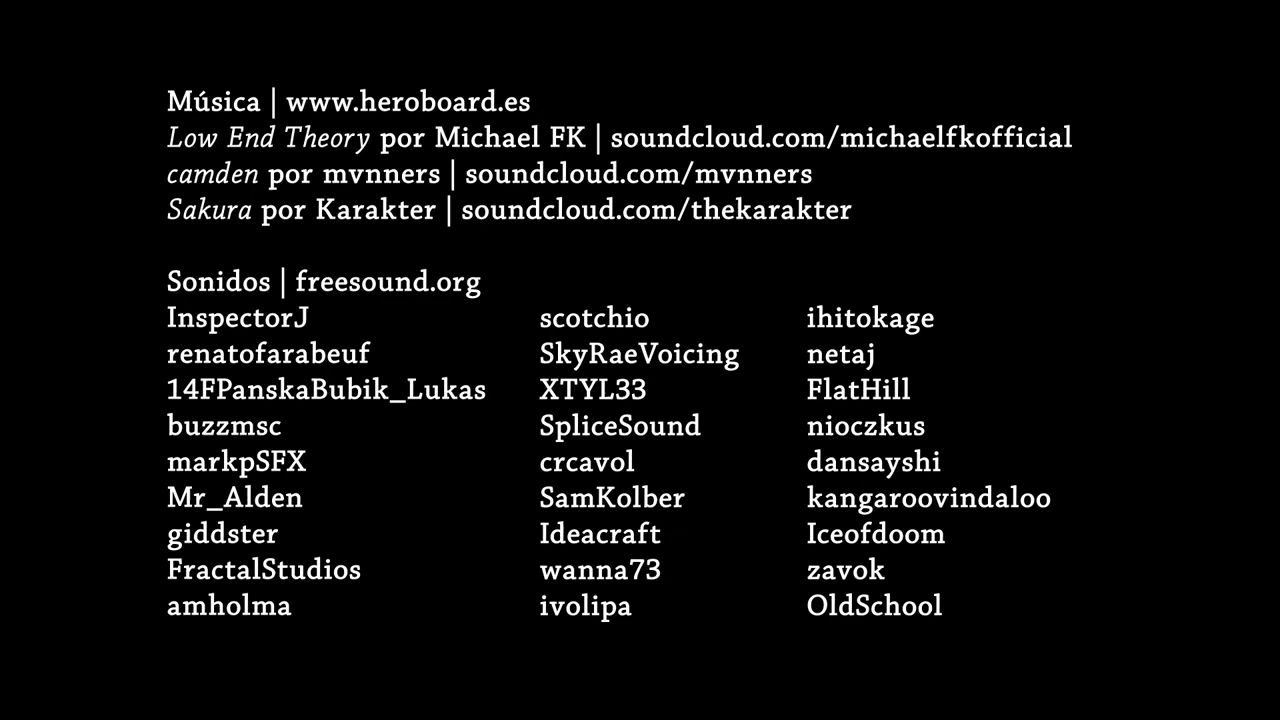 Música | www.heroboard.es
Low End Theory por Michael FK | soundcloud.com/michaelfkofficial
camden por mvnners | soundcloud.com/mvnners
Sakura por Karakter | soundcloud.com/thekarakter
Sonidos | freesound.org
InspectorJ scotchio ihitokage
renatofarabeuf SkyRaeVoicing netaj
14FPanskaBubik_Lukas XTYL33 FlatHill
buzzmsc SpliceSound nioczkus
markpSFX crcavol dansayshi
Mr_Alden SamKolber kangaroovindaloo
giddster Ideacraft Iceofdoom
FractalStudios wanna73 zavok
amholma ivolipa OldSchool